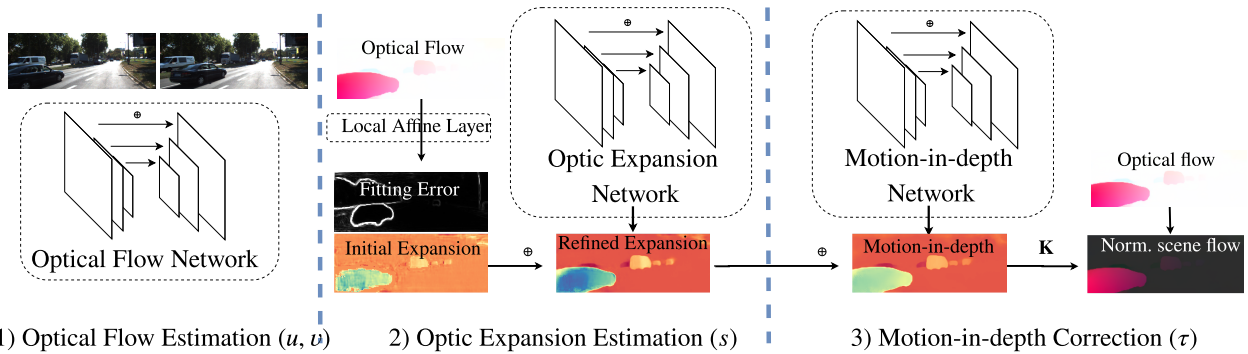 ⊕
Optical Flow Network
1) Optical Flow Estimation (u, v)
Optical Flow
Local Affine Layer
Fitting Error
Initial Expansion
⊕
⊕
Optic Expansion
Network
Refined Expansion
2) Optic Expansion Estimation (s)
⊕
⊕
Motion-in-depth
Network
Motion-in-depth
K
Optical flow
Norm. scene flow
3) Motion-in-depth Correction (τ)